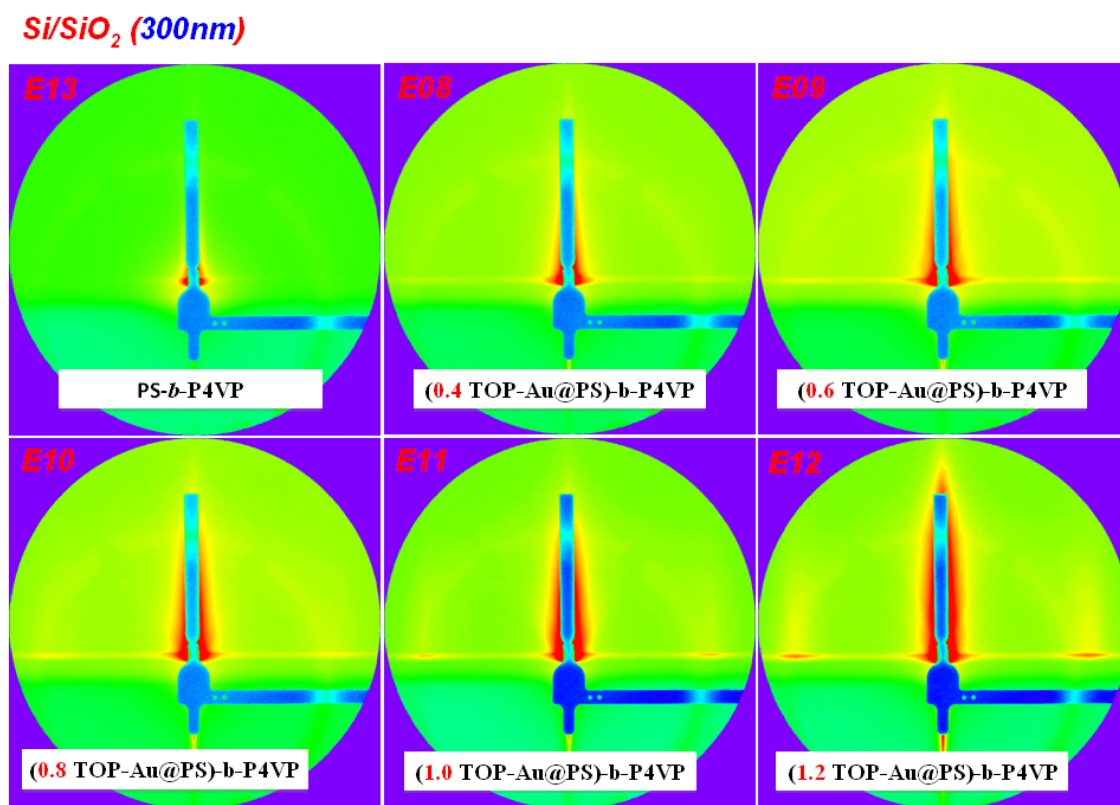 Si/SiO₂ (300nm)
E13
E08
E09
PS-b-P4VP
(0.4 TOP-Au@PS)-b-P4VP
(0.6 TOP-Au@PS)-b-P4VP
E10
E11
E12
(0.8 TOP-Au@PS)-b-P4VP
(1.0 TOP-Au@PS)-b-P4VP
(1.2 TOP-Au@PS)-b-P4VP